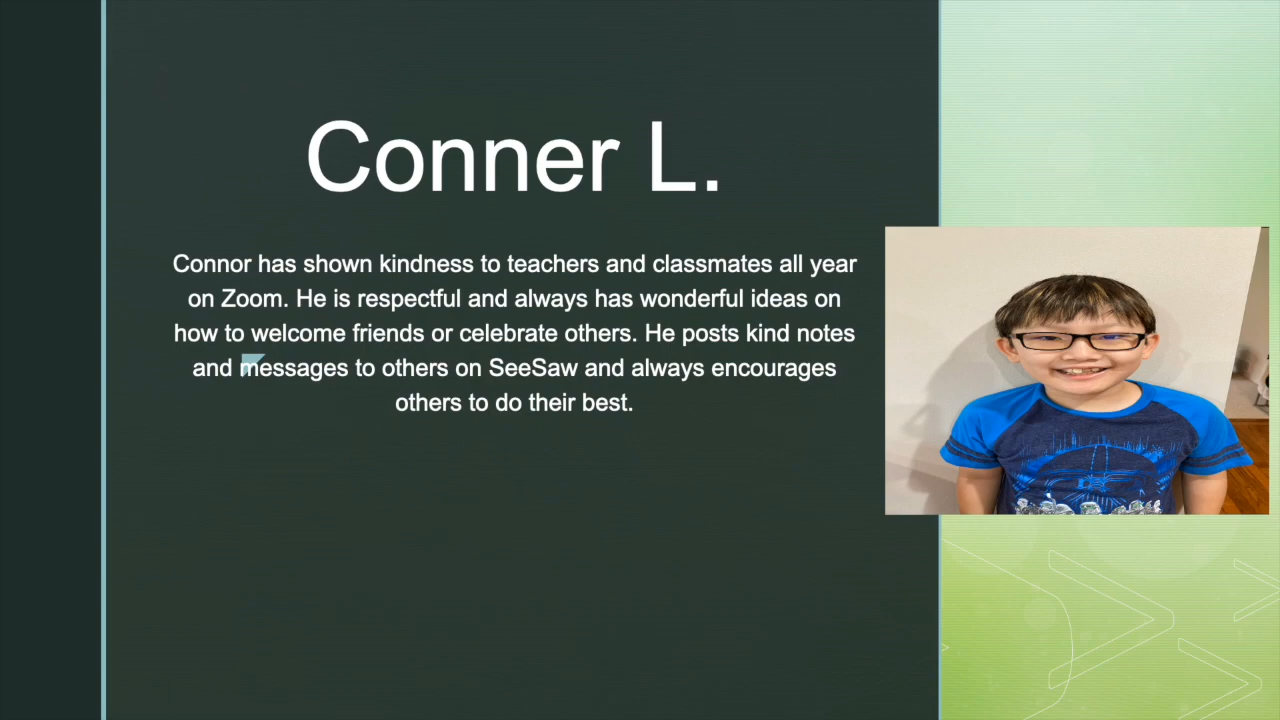 Conner L.
Connor has shown kindness to teachers and classmates all year
on Zoom. He is respectful and always has wonderful ideas on
how to welcome friends or celebrate others. He posts kind notes
and messages to others on SeeSaw and always encourages
others to do their best.